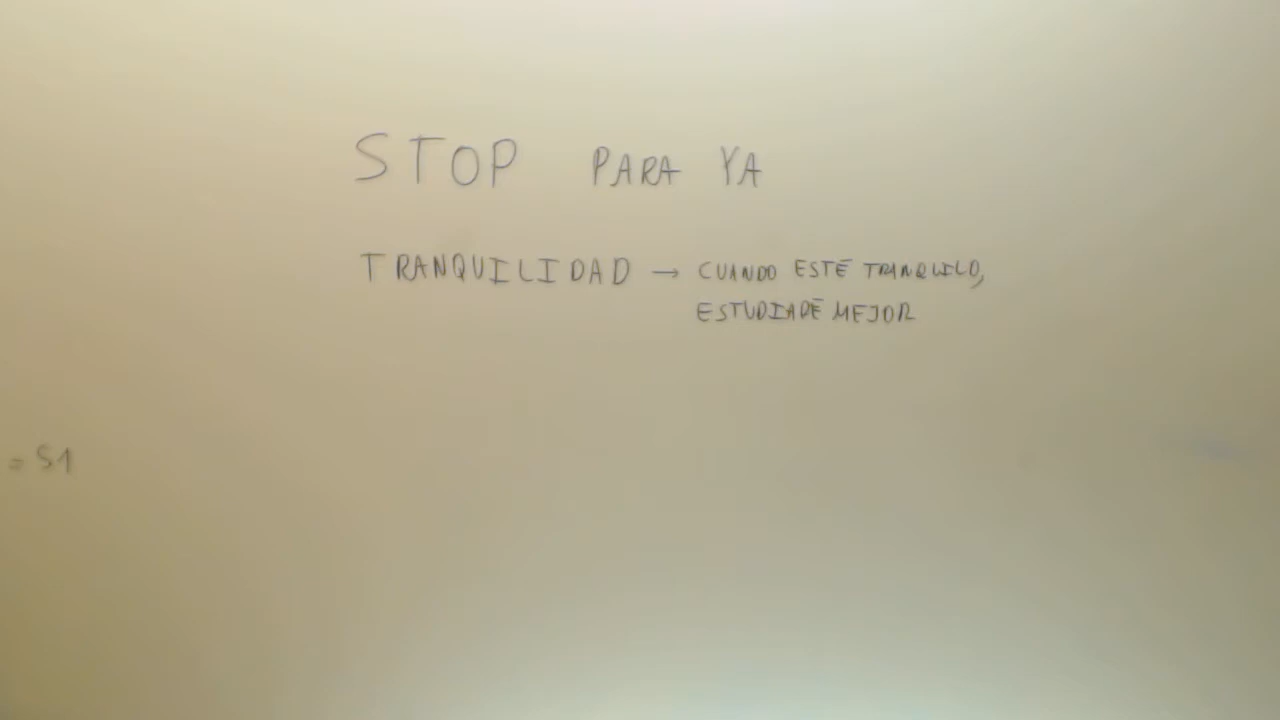 STOP PARA YA
TRANQUILIDAD → CUANDO ESTÉ TRANQUILO,
ESTUDIARÉ MEJOR
= S1